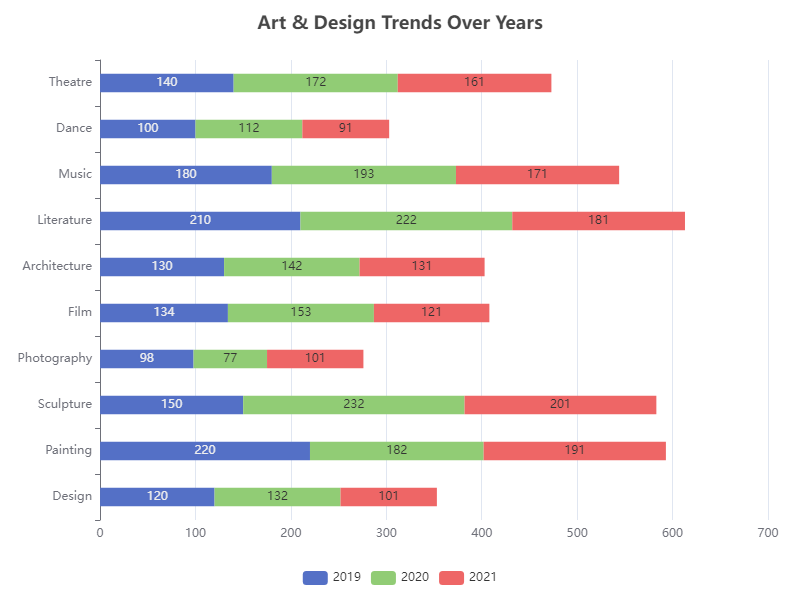 Art & Design Trends Over Years
Theatre 140 172 161
Dance 100 112 91
Music 180 193 171
Literature 210 222 181
Architecture 130 142 131
Film 134 153 121
Photography 98 77 101
Sculpture 150 232 201
Painting 220 182 191
Design 120 132 101
0 100 200 300 400 500 600 700
2019 2020 2021